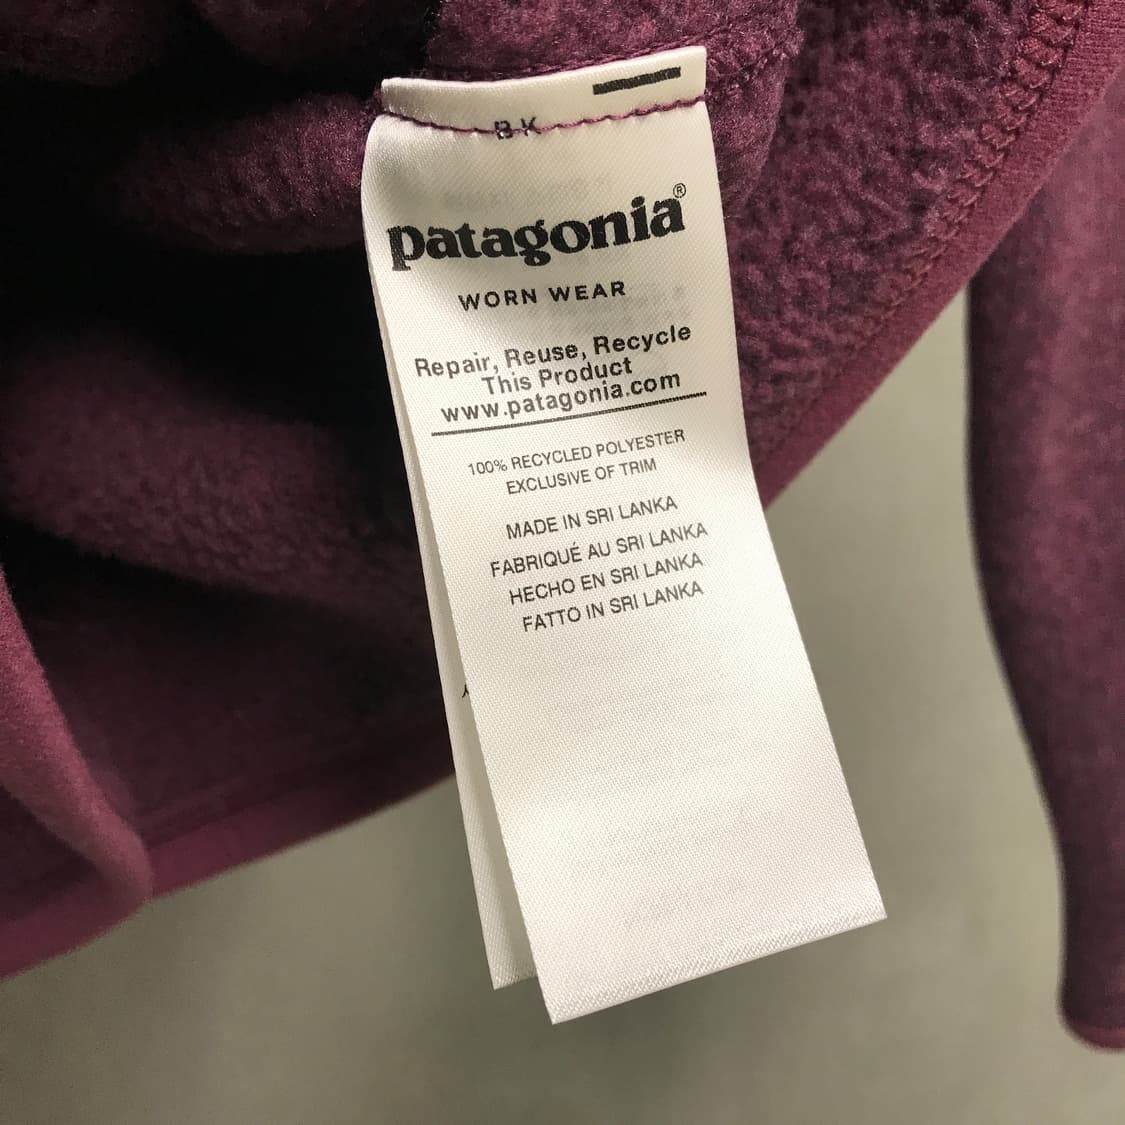 BK
patagonia®
WORN WEAR
Repair, Reuse, Recycle
This Product
www.patagonia.com
100% RECYCLED POLYESTER
EXCLUSIVE OF TRIM
MADE IN SRI LANKA
FABRIQUÉ AU SRI LANKA
HECHO EN SRI LANKA
FATTO IN SRI LANKA